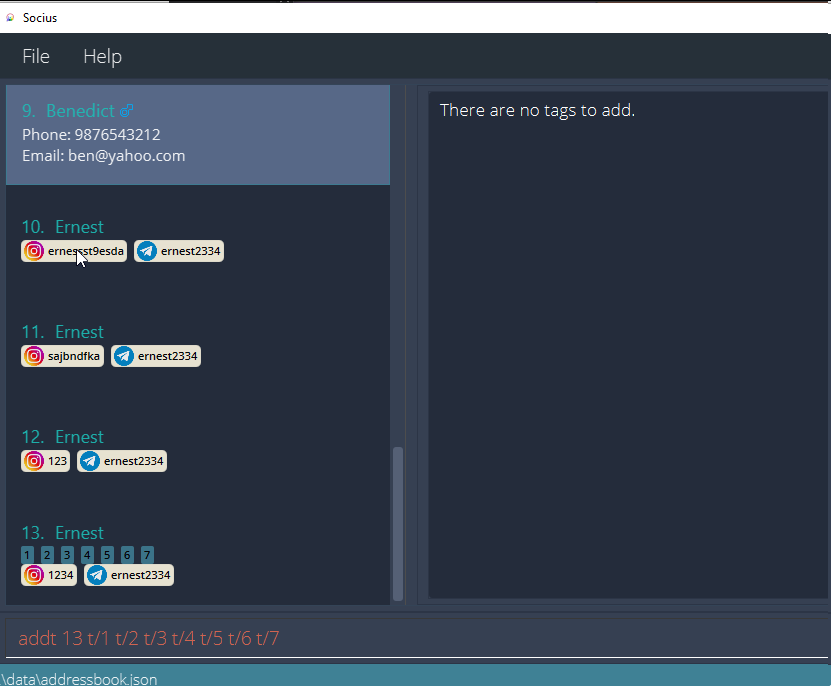 Socius
File Help
9. Benedict
Phone: 9876543212
Email: ben@yahoo.com
10. Ernest
ernessst9esda ernest2334
11. Ernest
sajbndfka ernest2334
12. Ernest
123 ernest2334
13. Ernest
1 2 3 4 5 6 7
1234 ernest2334
There are no tags to add.
addt 13 t/1 t/2 t/3 t/4 t/5 t/6 t/7
\data\addressbook.json